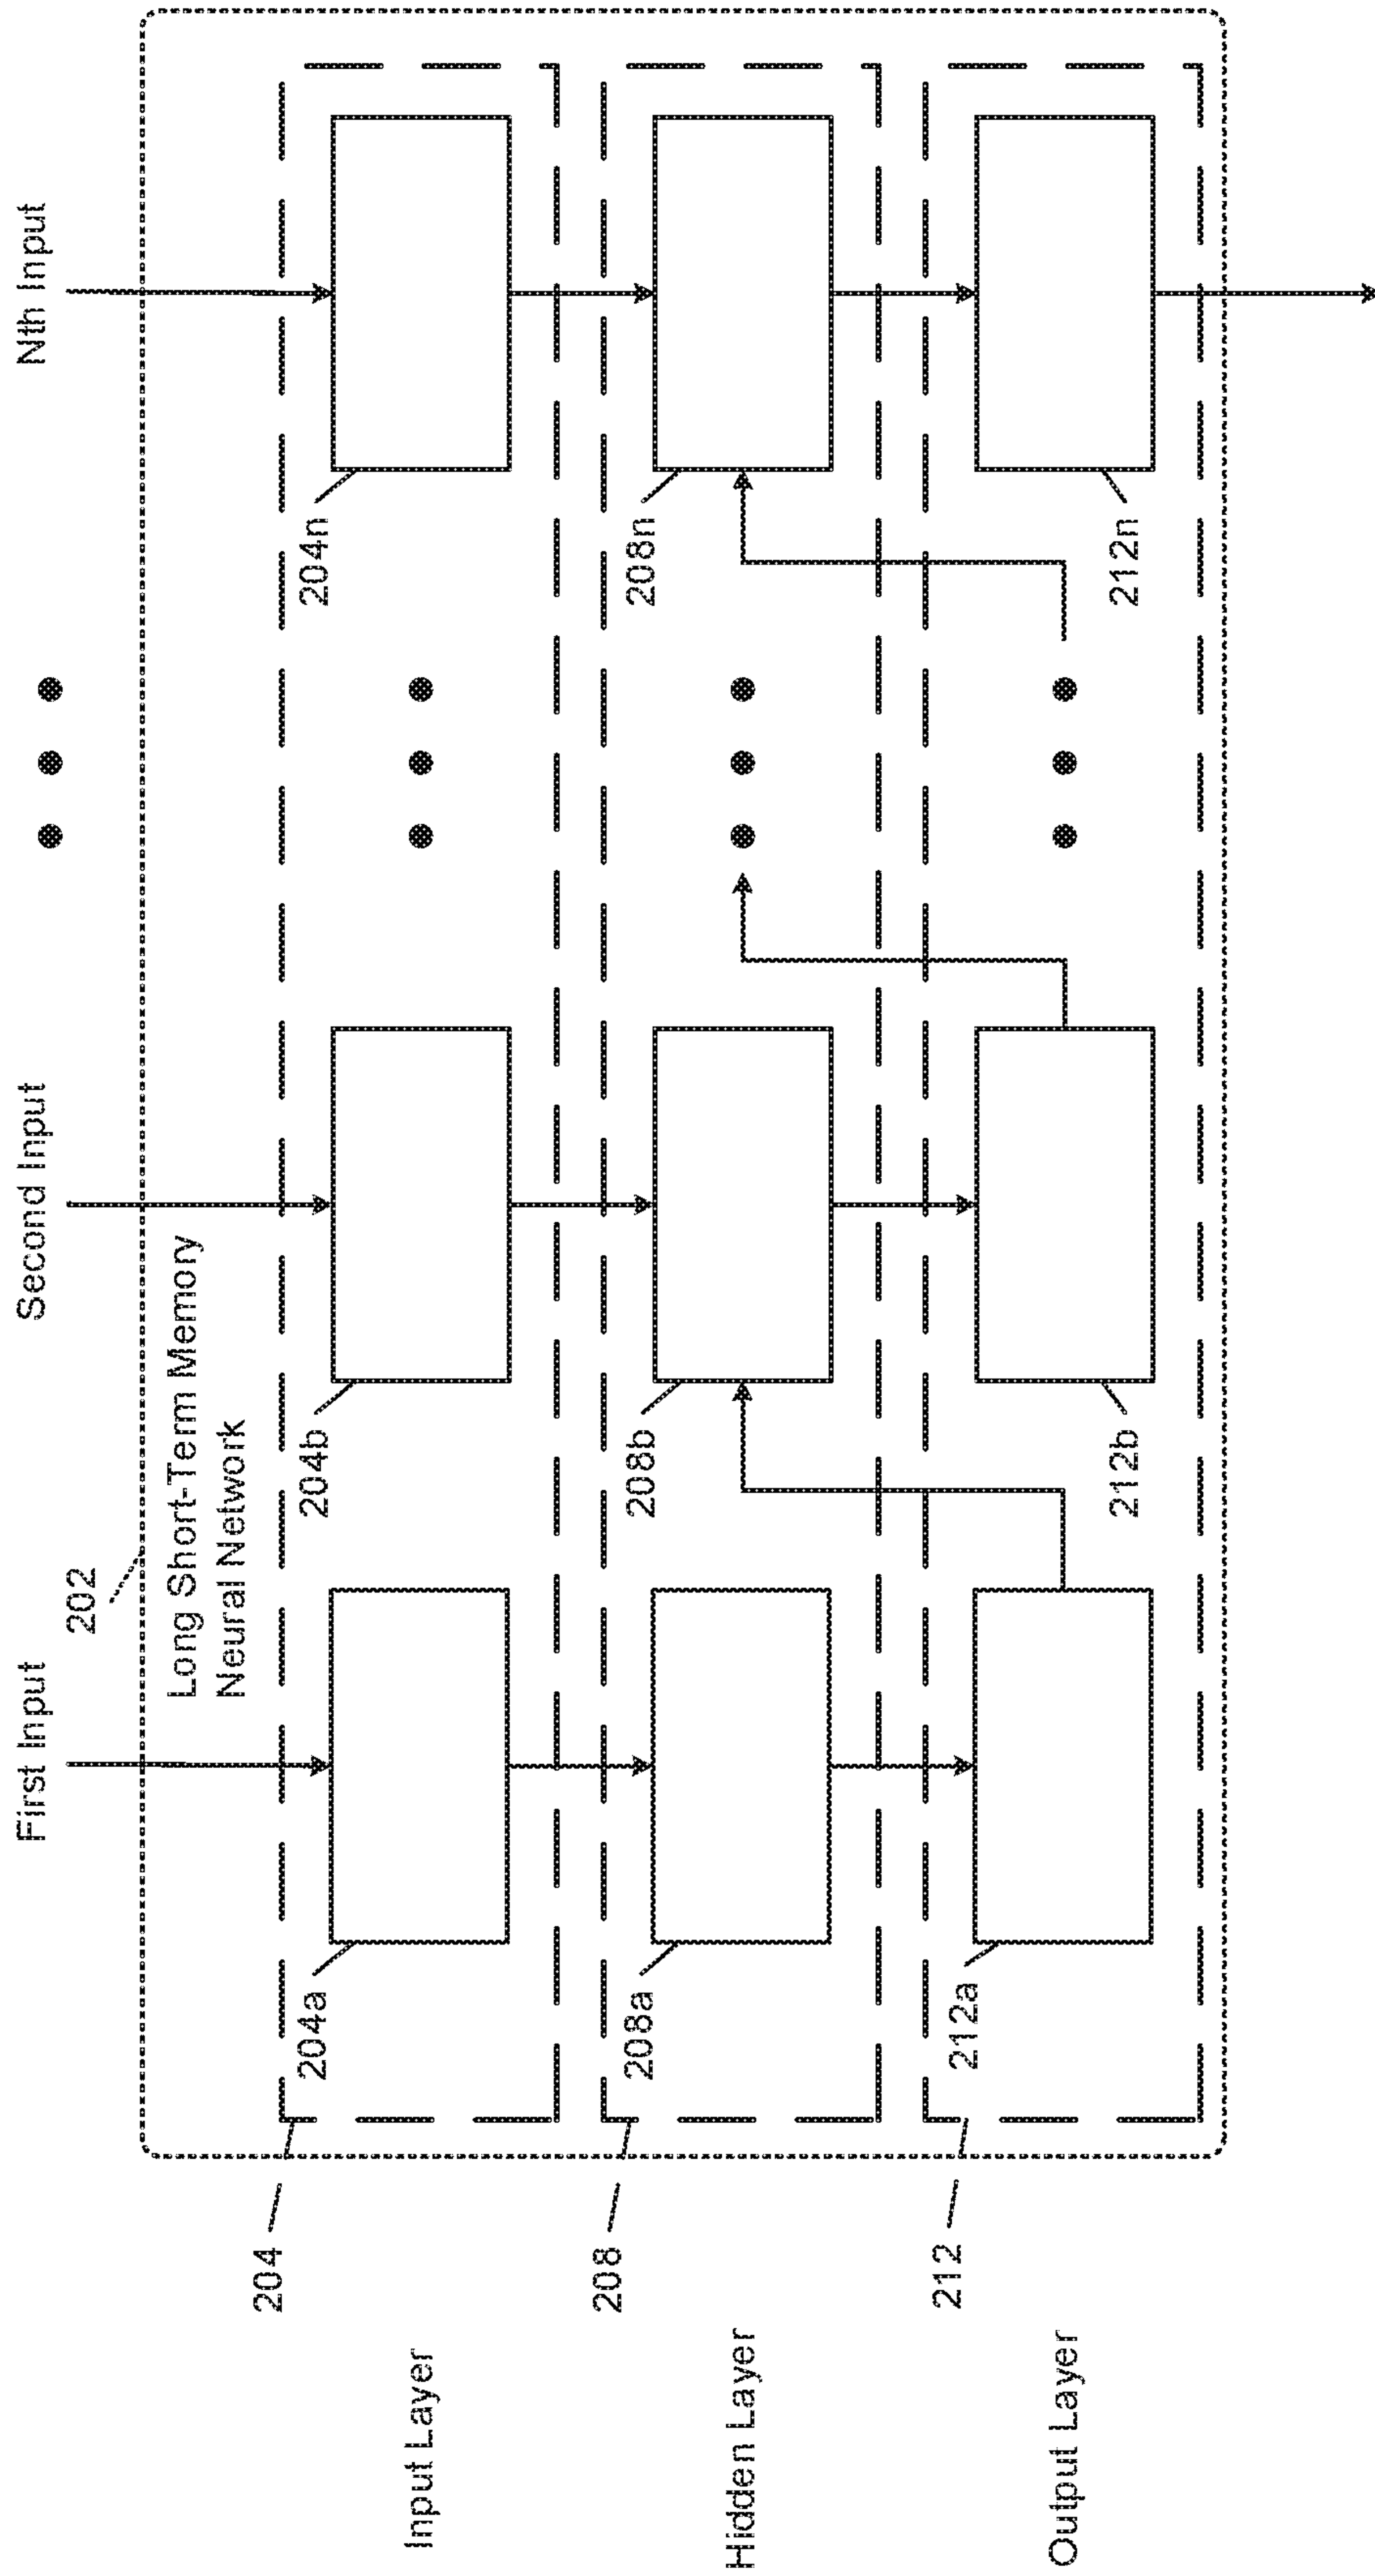 First Input
Second Input
Nth Input
202
Long Short-Term Memory
Neural Network
204
204a
204b
204n
Input Layer
208
208a
208b
208n
Hidden Layer
212
212a
212b
212n
Output Layer